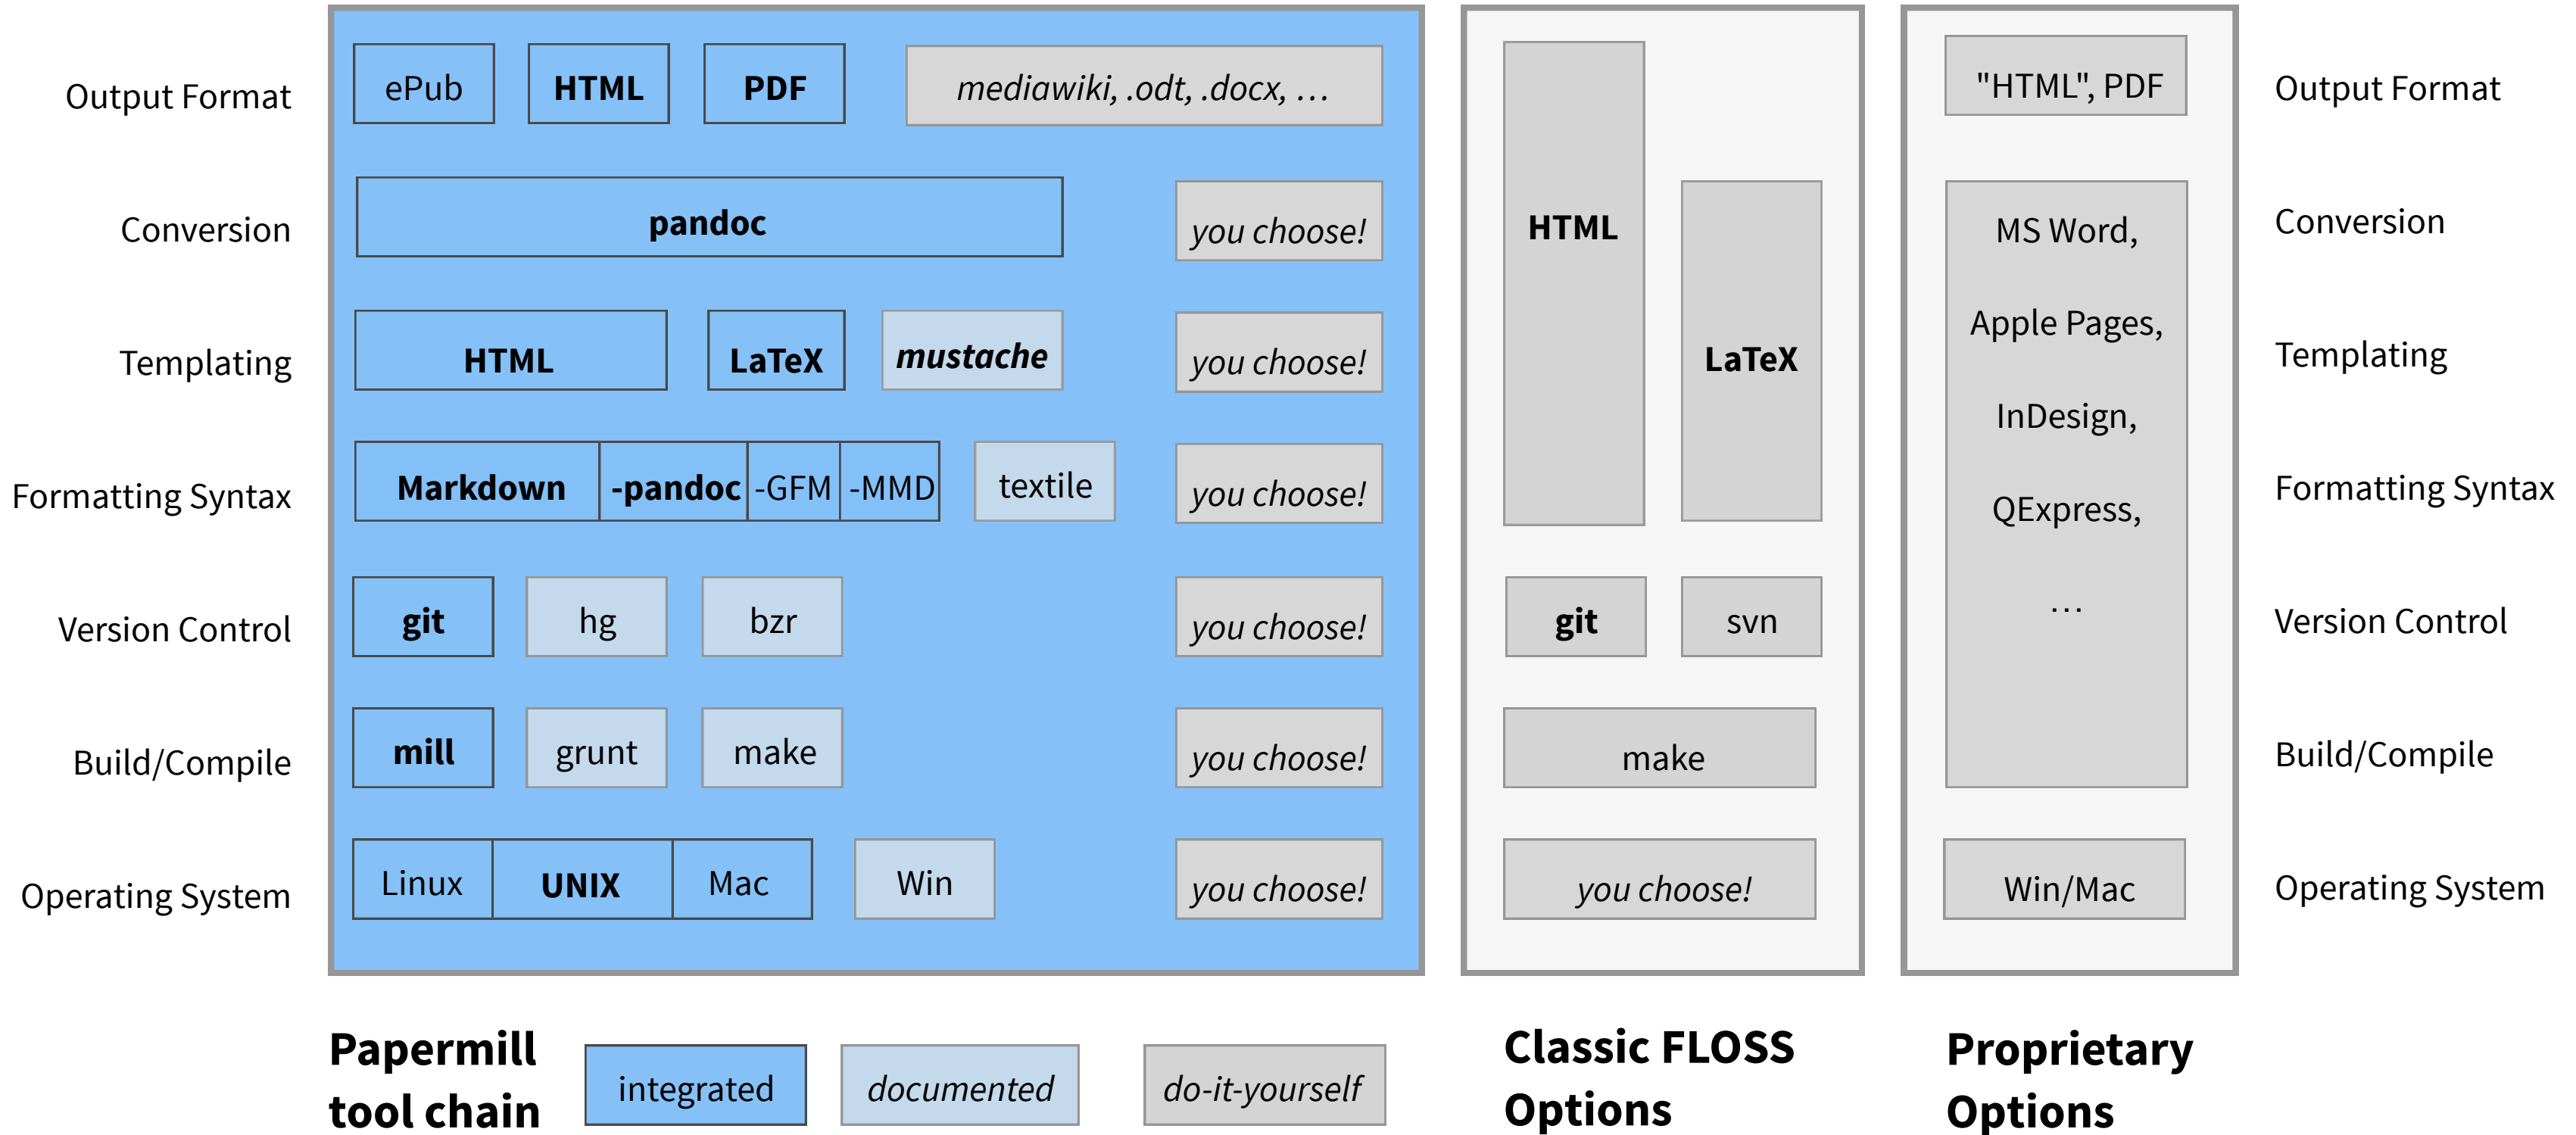 Output Format
ePub
HTML
PDF
mediawiki, .odt, .docx, …
"HTML", PDF
Output Format
Conversion
pandoc
you choose!
HTML
MS Word,
Conversion
Apple Pages,
Templating
HTML
LaTeX
mustache
you choose!
LaTeX
InDesign,
Templating
Formatting Syntax
Markdown
-pandoc
-GFM
-MMD
textile
you choose!
QExpress,
Formatting Syntax
Version Control
git
hg
bzr
you choose!
git
svn
…
Version Control
Build/Compile
mill
grunt
make
you choose!
make
Build/Compile
Operating System
Linux
UNIX
Mac
Win
you choose!
you choose!
Win/Mac
Operating System
Papermill
tool chain
integrated
documented
do-it-yourself
Classic FLOSS
Options
Proprietary
Options